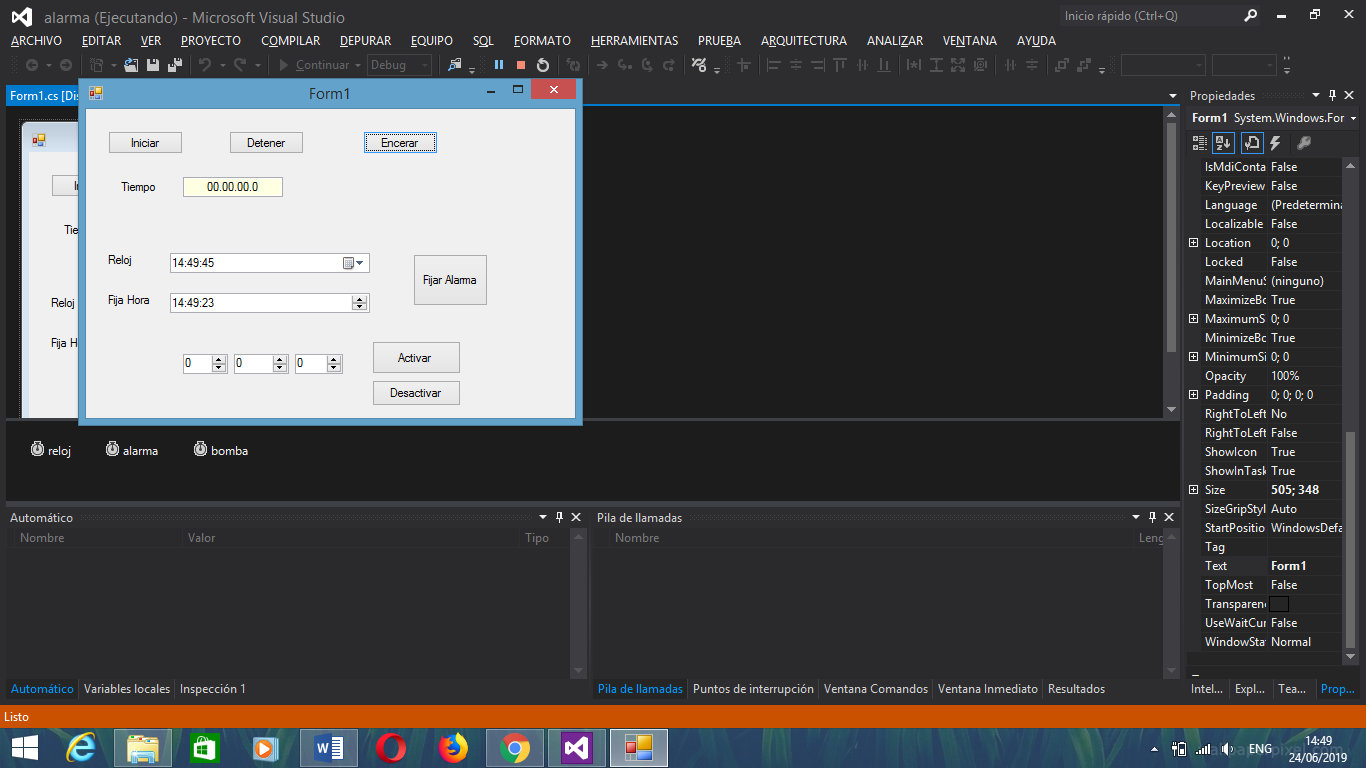 alarma (Ejecutando) - Microsoft Visual Studio
Inicio rápido (Ctrl+Q)
ARCHIVO EDITAR VER PROYECTO COMPILAR DEPURAR EQUIPO SQL FORMATO HERRAMIENTAS PRUEBA ARQUITECTURA ANALIZAR VENTANA AYUDA
Continuar Debug
Form1.cs [Dis
Form1
Iniciar Detener Encerar
Tiempo 00.00.00.0
Reloj 14:49:45
Fijar Alarma
Fija Hora 14:49:23
0 0 0 Activar
Desactivar
Tie
Reloj
Fija H
reloj alarma bomba
Propiedades
Form1 System.Windows.For
IsMdiConta False
KeyPreview False
Language (Predetermina
Localizable False
Location 0; 0
Locked False
MainMenuS (ninguno)
MaximizeBo True
MaximumS 0; 0
MinimizeBo True
MinimumSi 0; 0
Opacity 100%
Padding 0; 0; 0; 0
RightToLeft No
RightToLeft False
ShowIcon True
ShowInTask True
Size 505; 348
SizeGripStyl Auto
StartPositio WindowsDefa
Tag
Text Form1
TopMost False
Transparen
UseWaitCur False
WindowStat Normal
Intel... Expl... Tea... Prop...
Automático
Nombre Valor Tipo
Automático Variables locales Inspección 1
Pila de llamadas
Nombre Leng
Pila de llamadas Puntos de interrupción Ventana Comandos Ventana Inmediato Resultados
Listo
ENG
14:49
24/06/2019